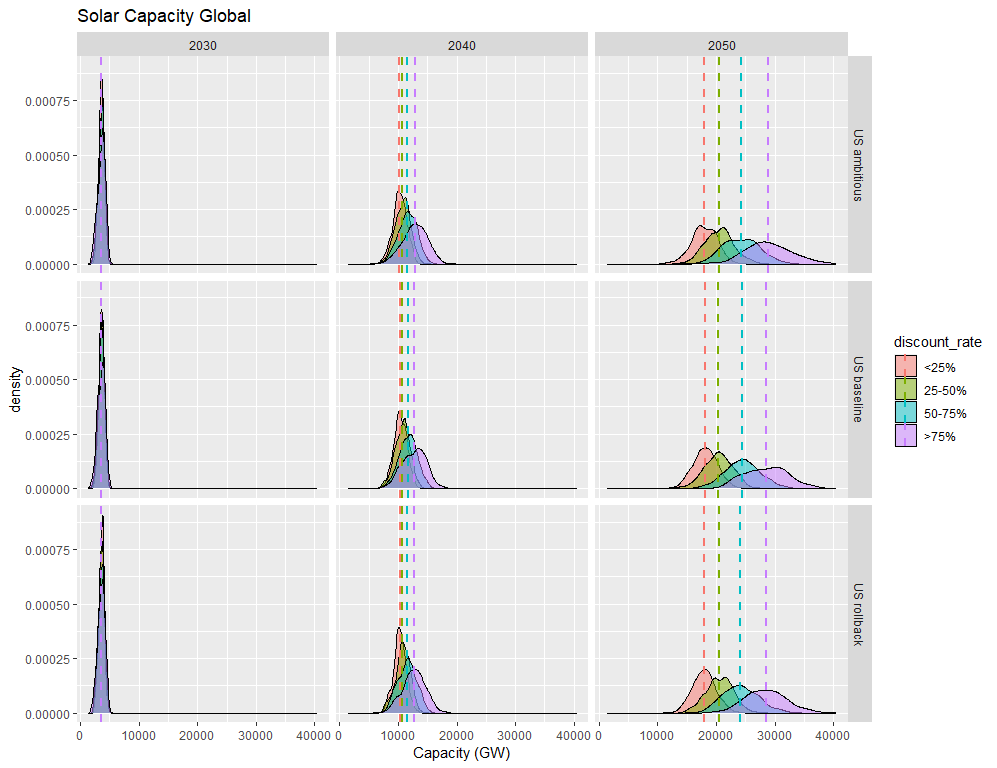 Solar Capacity Global
2030 2040 2050
0.00075
0.00050
0.00025
0.00000
US ambitious
0.00075
0.00050
0.00025
0.00000
US baseline
0.00075
0.00050
0.00025
0.00000
US rollback
density
0 10000 20000 30000 40000 0 10000 20000 30000 40000 0 10000 20000 30000 40000
Capacity (GW)
discount_rate
<25%
25-50%
50-75%
>75%